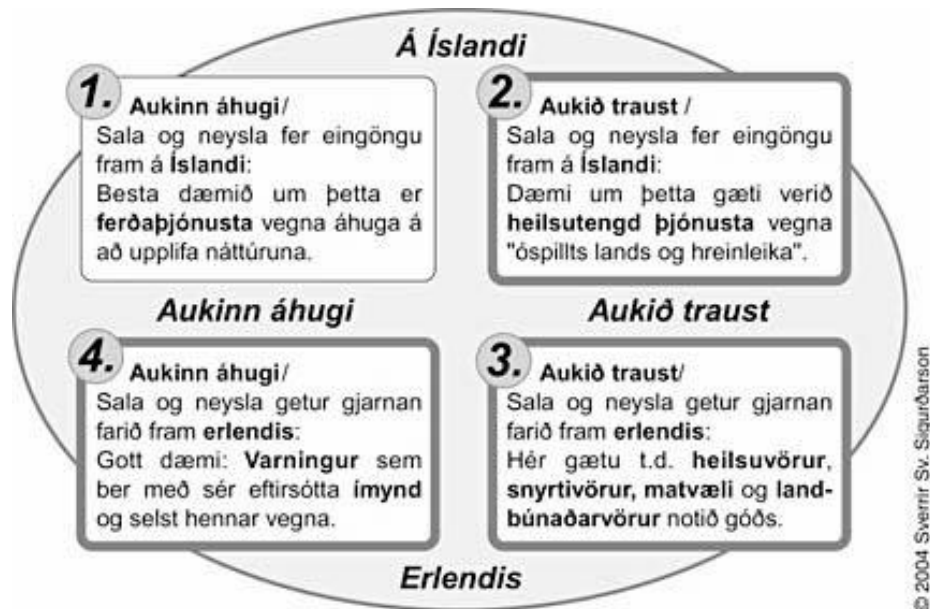 Á Íslandi
1.
Aukinn áhugi/
Sala og neysla fer eingöngu
fram á Íslandi:
Besta dæmið um þetta er
ferðaþjónusta vegna áhuga á
að upplifa náttúruna.
2.
Aukið traust /
Sala og neysla fer eingöngu
fram á Íslandi:
Dæmi um þetta gæti verið
heilsutengd þjónusta vegna
"óspillts lands og hreinleika".
Aukinn áhugi
Aukið traust
4.
Aukinn áhugi/
Sala og neysla getur gjarnan
farið fram erlendis:
Gott dæmi: Varningur sem
ber með sér eftirsótta ímynd
og selst hennar vegna.
3.
Aukið traust/
Sala og neysla getur gjarnan
farið fram erlendis:
Hér gætu t.d. heilsuvörur,
snyrtivörur, matvæli og land-
búnaðarvörur notið góðs.
Erlendis
© 2004 Sverrir Sv. Sigurðarson